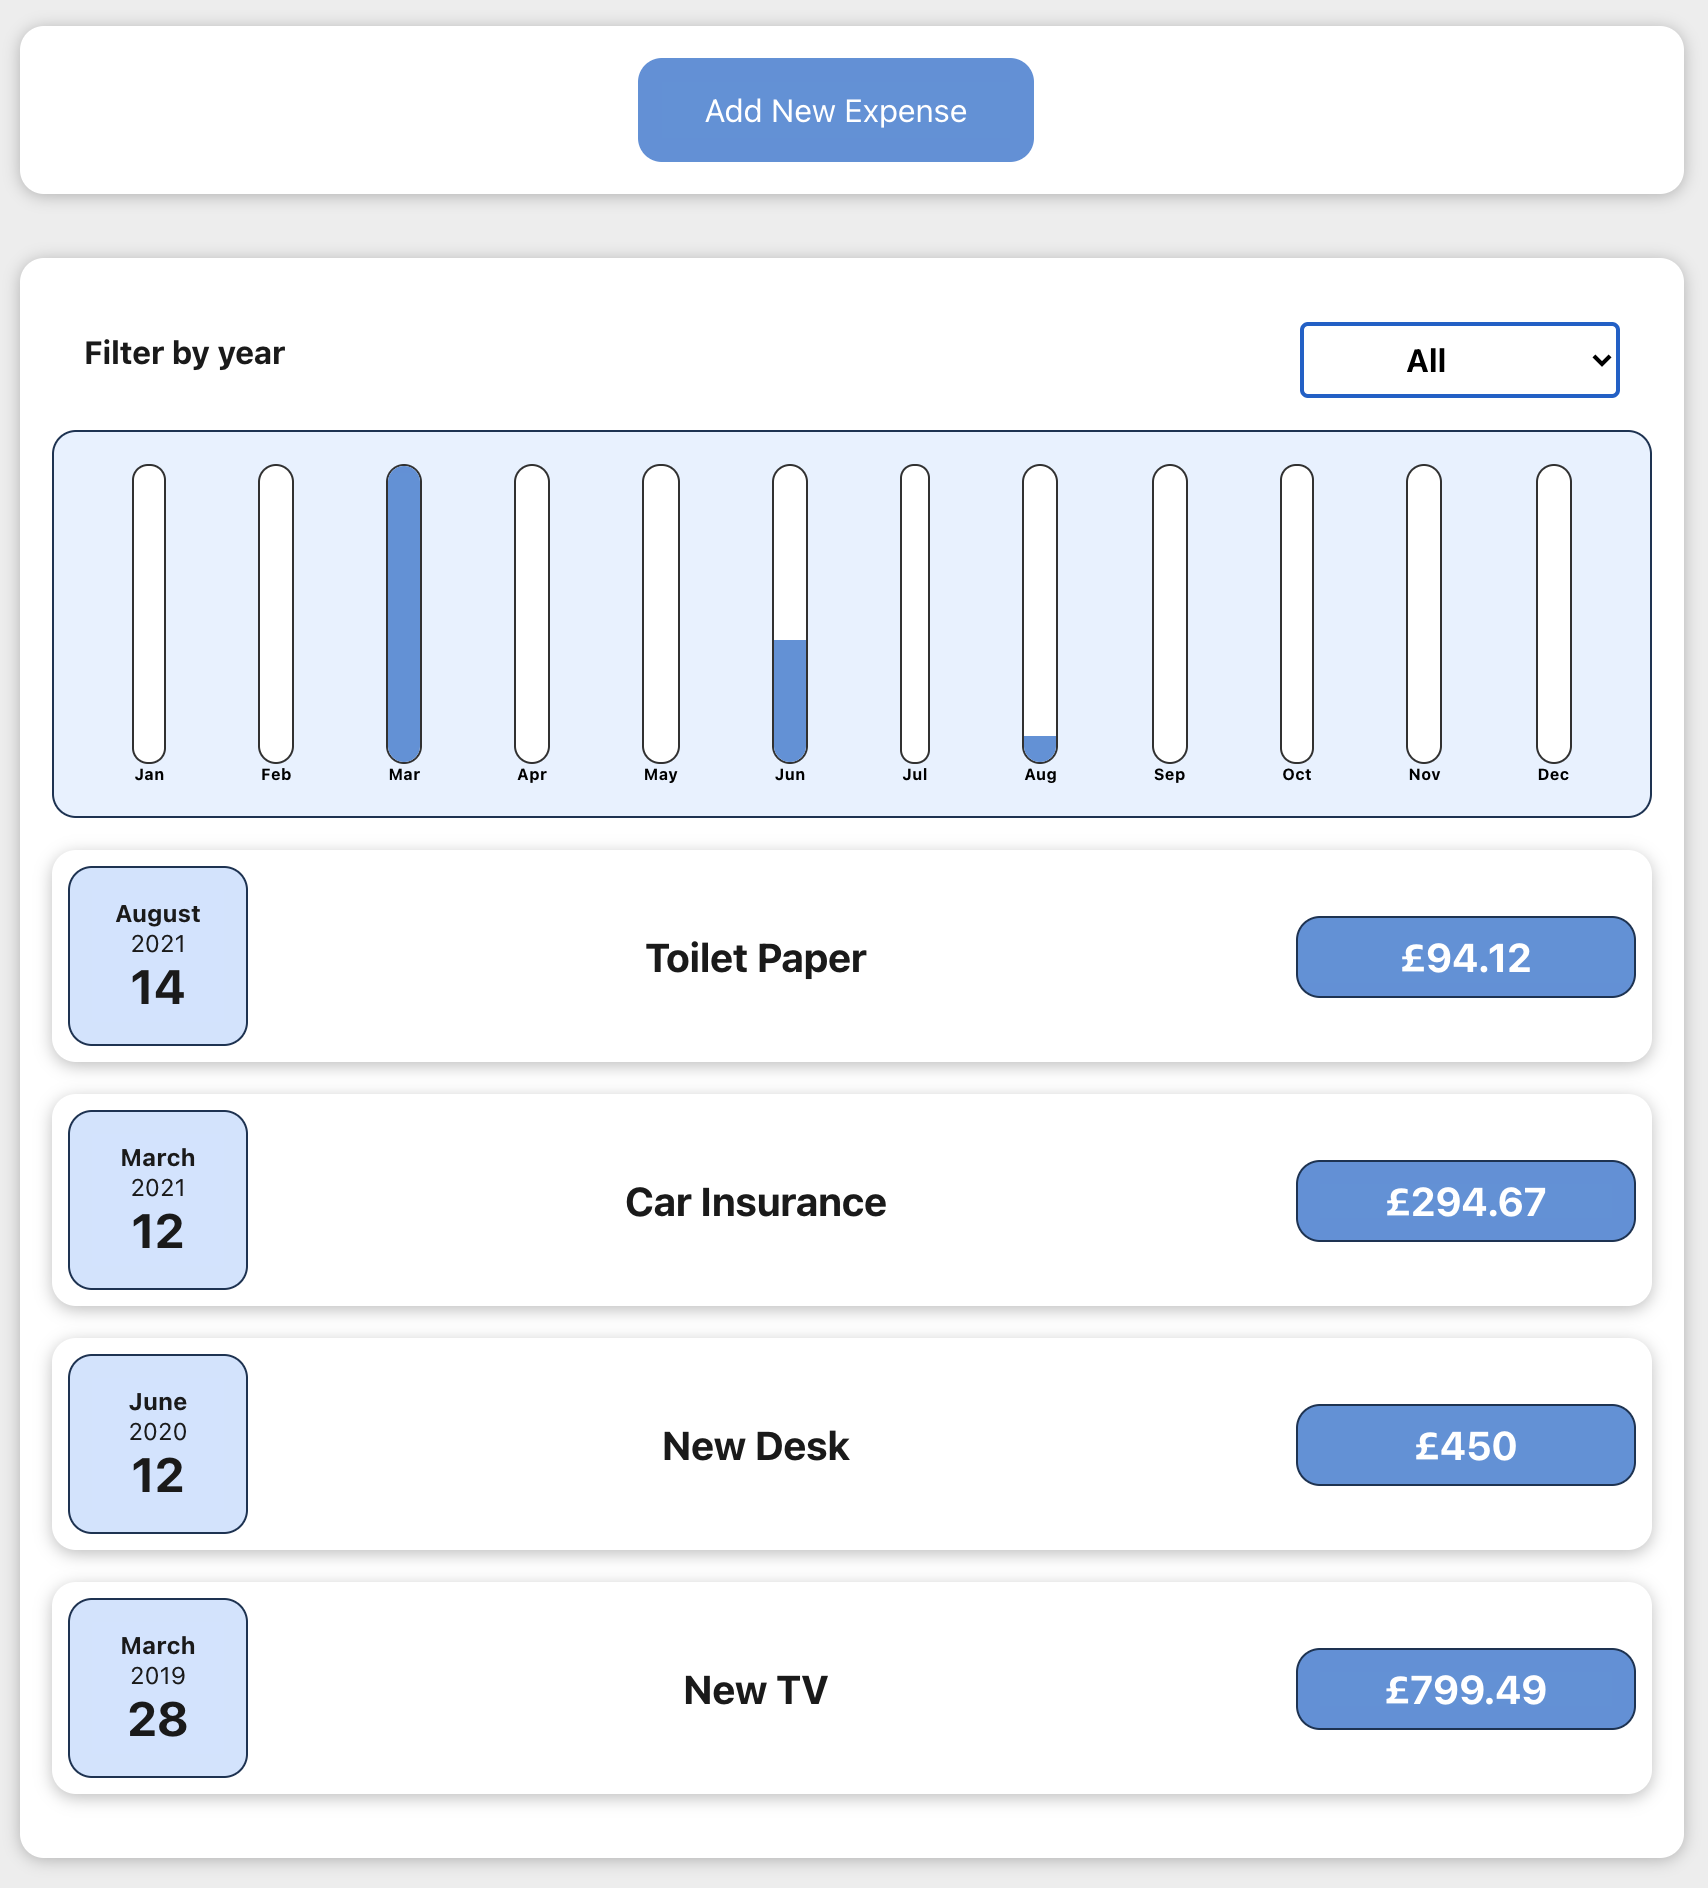 Add New Expense
Filter by year
All
Jan Feb Mar Apr May Jun Jul Aug Sep Oct Nov Dec
August
2021
14
Toilet Paper
£94.12
March
2021
12
Car Insurance
£294.67
June
2020
12
New Desk
£450
March
2019
28
New TV
£799.49